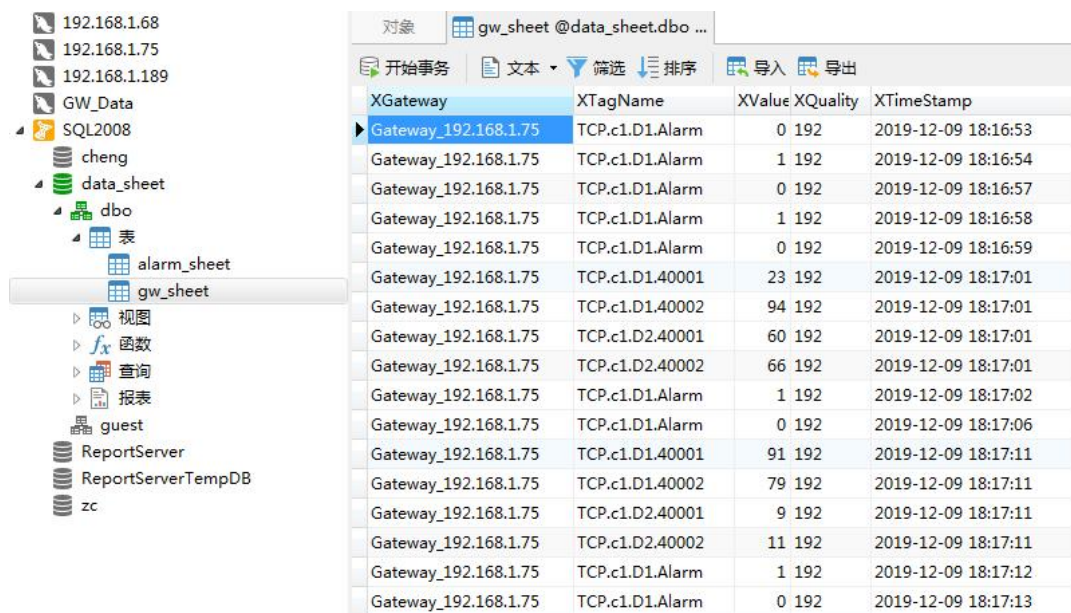 192.168.1.68
192.168.1.75
192.168.1.189
GW_Data
SQL2008
cheng
data_sheet
dbo
表
alarm_sheet
gw_sheet
视图
函数
查询
报表
guest
ReportServer
ReportServerTempDB
zc
对象 gw_sheet @data_sheet.dbo ...
开始事务 文本 筛选 排序 导入 导出
XGateway XTagName XValue XQuality XTimeStamp
Gateway_192.168.1.75 TCP.c1.D1.Alarm 0 192 2019-12-09 18:16:53
Gateway_192.168.1.75 TCP.c1.D1.Alarm 1 192 2019-12-09 18:16:54
Gateway_192.168.1.75 TCP.c1.D1.Alarm 0 192 2019-12-09 18:16:57
Gateway_192.168.1.75 TCP.c1.D1.Alarm 1 192 2019-12-09 18:16:58
Gateway_192.168.1.75 TCP.c1.D1.Alarm 0 192 2019-12-09 18:16:59
Gateway_192.168.1.75 TCP.c1.D1.40001 23 192 2019-12-09 18:17:01
Gateway_192.168.1.75 TCP.c1.D1.40002 94 192 2019-12-09 18:17:01
Gateway_192.168.1.75 TCP.c1.D2.40001 60 192 2019-12-09 18:17:01
Gateway_192.168.1.75 TCP.c1.D2.40002 66 192 2019-12-09 18:17:01
Gateway_192.168.1.75 TCP.c1.D1.Alarm 1 192 2019-12-09 18:17:02
Gateway_192.168.1.75 TCP.c1.D1.Alarm 0 192 2019-12-09 18:17:06
Gateway_192.168.1.75 TCP.c1.D1.40001 91 192 2019-12-09 18:17:11
Gateway_192.168.1.75 TCP.c1.D1.40002 79 192 2019-12-09 18:17:11
Gateway_192.168.1.75 TCP.c1.D2.40001 9 192 2019-12-09 18:17:11
Gateway_192.168.1.75 TCP.c1.D2.40002 11 192 2019-12-09 18:17:11
Gateway_192.168.1.75 TCP.c1.D1.Alarm 1 192 2019-12-09 18:17:12
Gateway_192.168.1.75 TCP.c1.D1.Alarm 0 192 2019-12-09 18:17:13